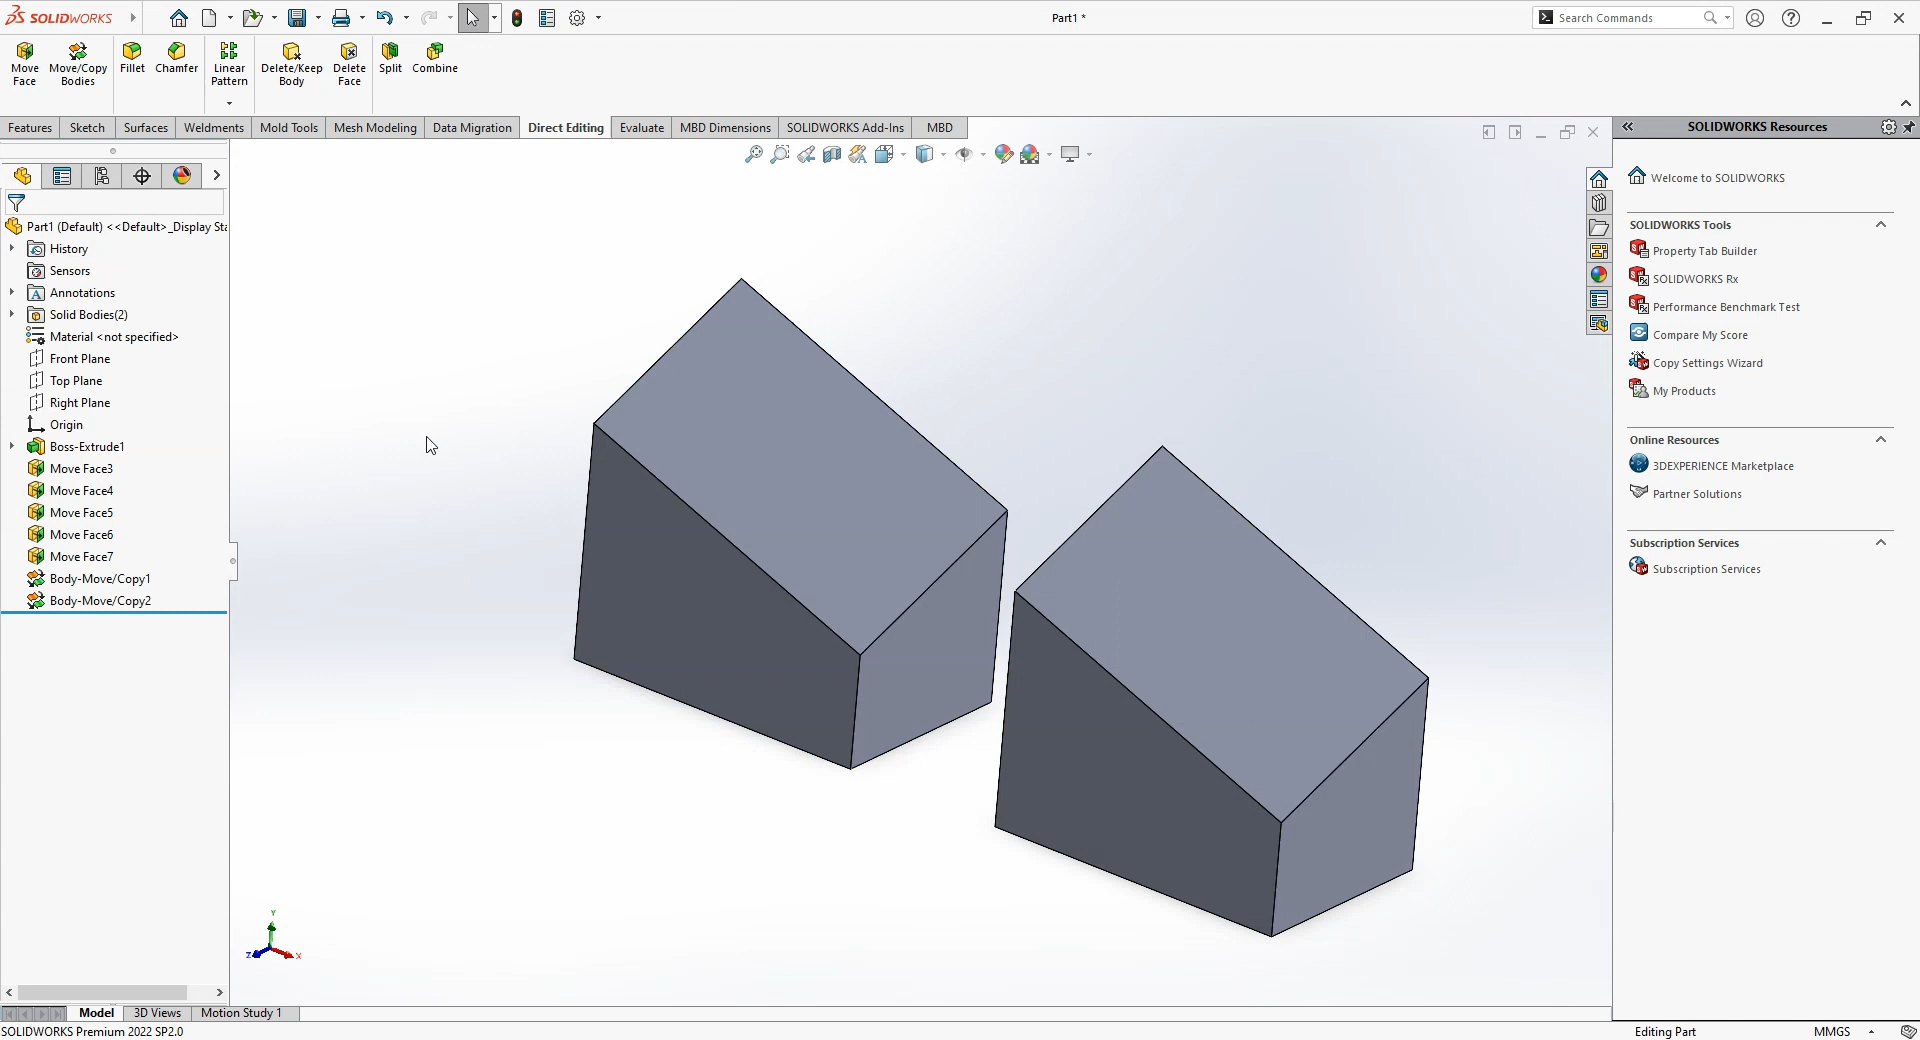 SOLIDWORKS
Part1 *
Search Commands
Move Face
Move/Copy Bodies
Fillet
Chamfer
Linear Pattern
Delete/Keep Body
Delete Face
Split
Combine
Features
Sketch
Surfaces
Weldments
Mold Tools
Mesh Modeling
Data Migration
Direct Editing
Evaluate
MBD Dimensions
SOLIDWORKS Add-Ins
MBD
Part1 (Default) <<Default>_Display Sta
History
Sensors
Annotations
Solid Bodies(2)
Material <not specified>
Front Plane
Top Plane
Right Plane
Origin
Boss-Extrude1
Move Face3
Move Face4
Move Face5
Move Face6
Move Face7
Body-Move/Copy1
Body-Move/Copy2
Y
Z
X
SOLIDWORKS Resources
Welcome to SOLIDWORKS
SOLIDWORKS Tools
Property Tab Builder
SOLIDWORKS Rx
Performance Benchmark Test
Compare My Score
Copy Settings Wizard
My Products
Online Resources
3DEXPERIENCE Marketplace
Partner Solutions
Subscription Services
Subscription Services
Model
3D Views
Motion Study 1
SOLIDWORKS Premium 2022 SP2.0
Editing Part
MMGS